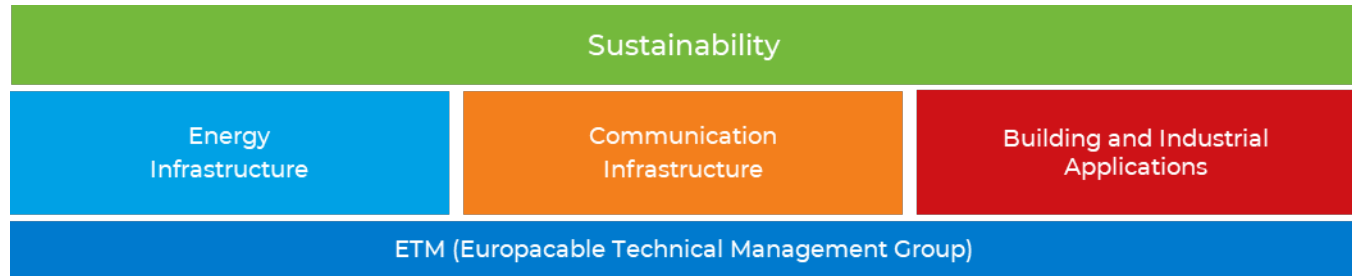 Sustainability
Energy
Infrastructure
Communication
Infrastructure
Building and Industrial
Applications
ETM (Europacable Technical Management Group)